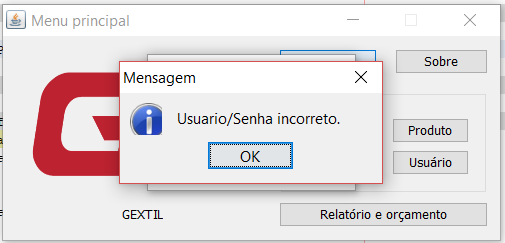 Menu principal
Sobre
Mensagem
Usuario/Senha incorreto.
OK
Produto
Usuário
GEXTIL
Relatório e orçamento